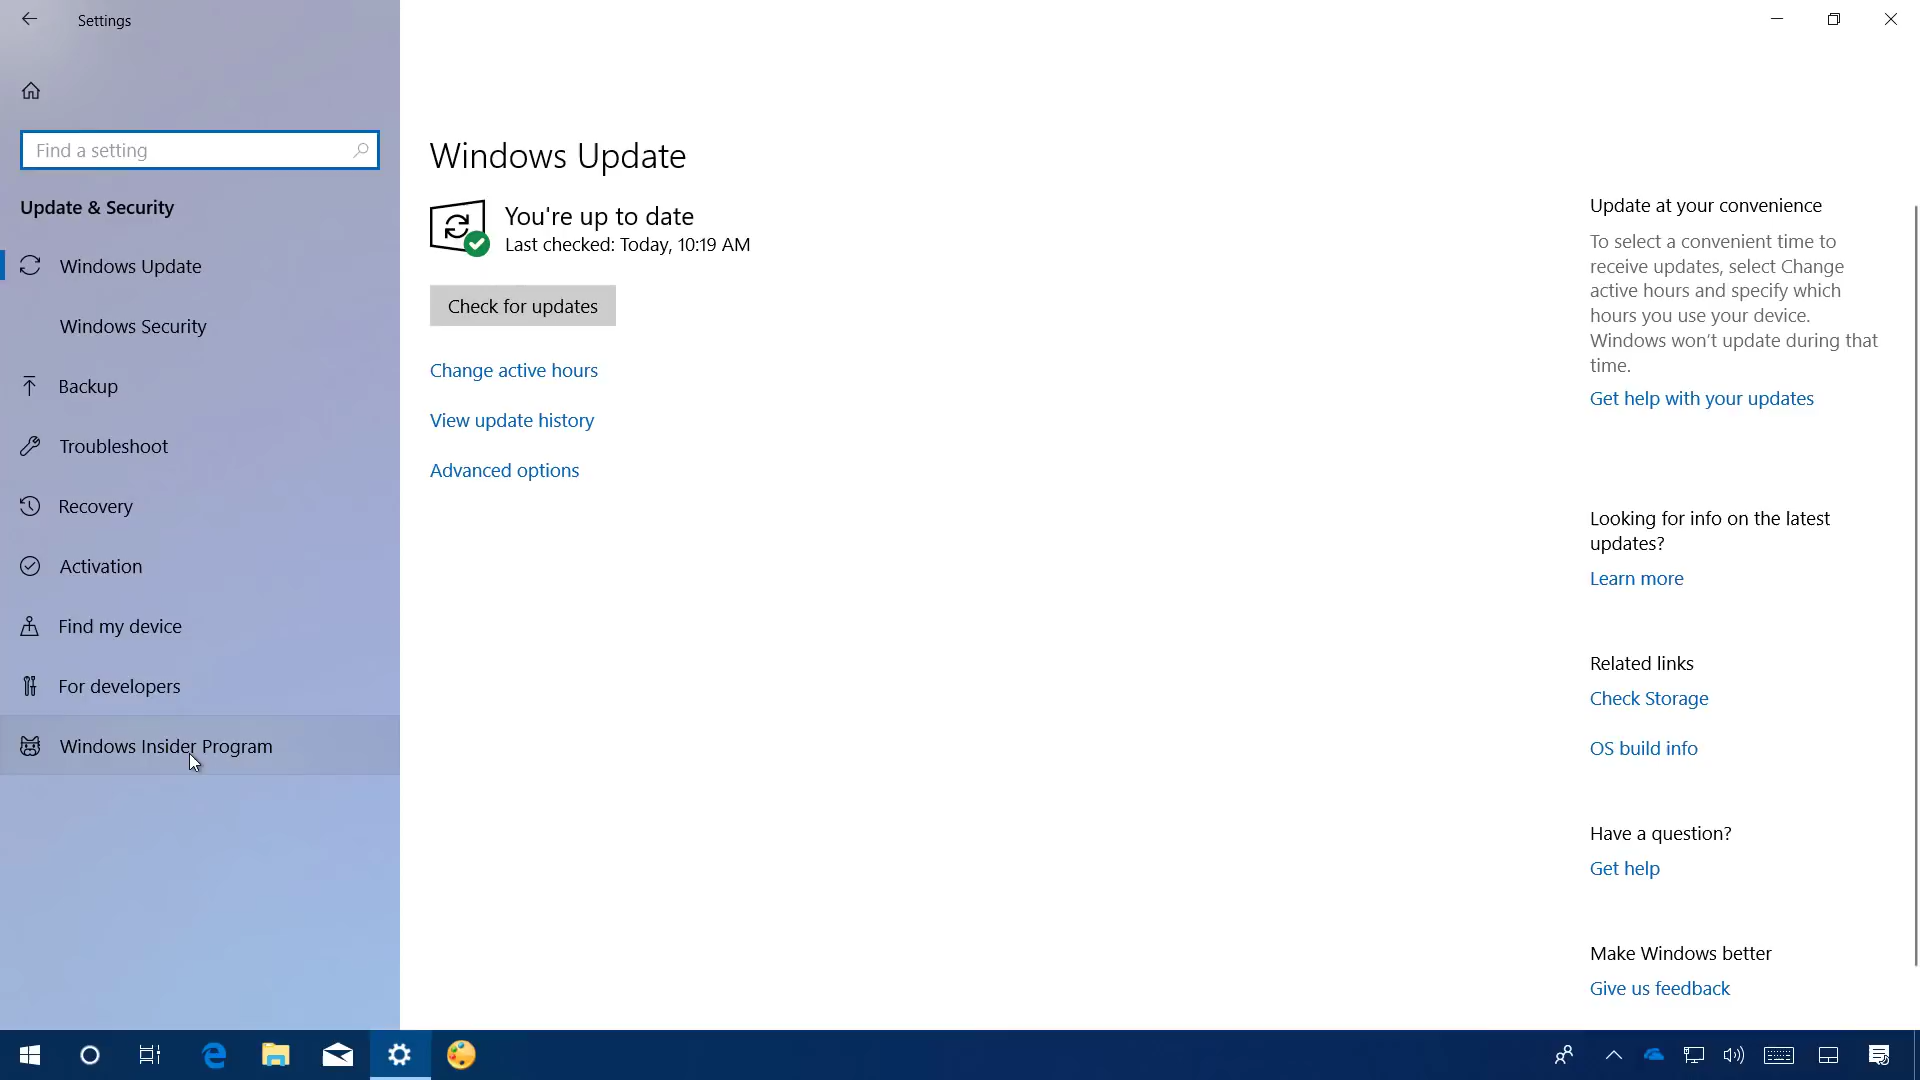 Settings
Find a setting
Update & Security
Windows Update
Windows Security
Backup
Troubleshoot
Recovery
Activation
Find my device
For developers
Windows Insider Program
Windows Update
You're up to date
Last checked: Today, 10:19 AM
Check for updates
Change active hours
View update history
Advanced options
Update at your convenience
To select a convenient time to
receive updates, select Change
active hours and specify which
hours you use your device.
Windows won't update during that
time.
Get help with your updates
Looking for info on the latest
updates?
Learn more
Related links
Check Storage
OS build info
Have a question?
Get help
Make Windows better
Give us feedback